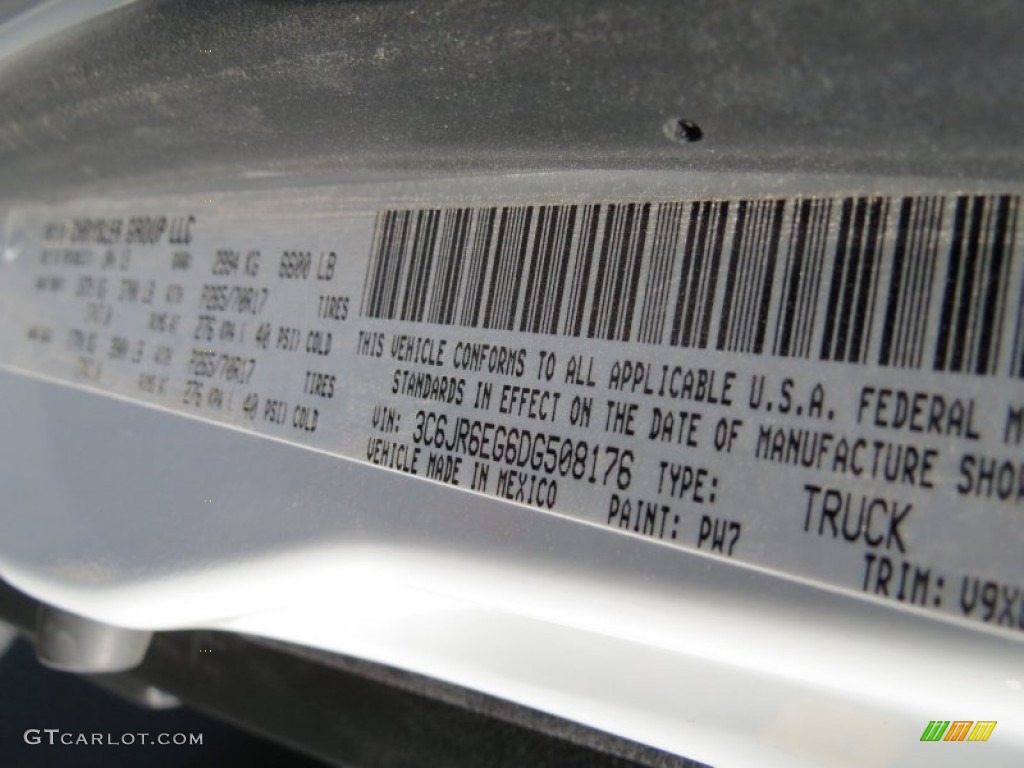 CHRYSLER GROUP LLC
2994 KG 6600 LB
P265/70R17 TIRES
276 KPA ( 40 PSI) COLD
P265/70R17 TIRES
276 KPA ( 40 PSI) COLD
THIS VEHICLE CONFORMS TO ALL APPLICABLE U.S.A. FEDERAL M
STANDARDS IN EFFECT ON THE DATE OF MANUFACTURE SHOW
VIN: 3C6JR6EG6DG508176 TYPE: TRUCK
VEHICLE MADE IN MEXICO PAINT: PW7 TRIM: V9X
GTCARLOT.COM